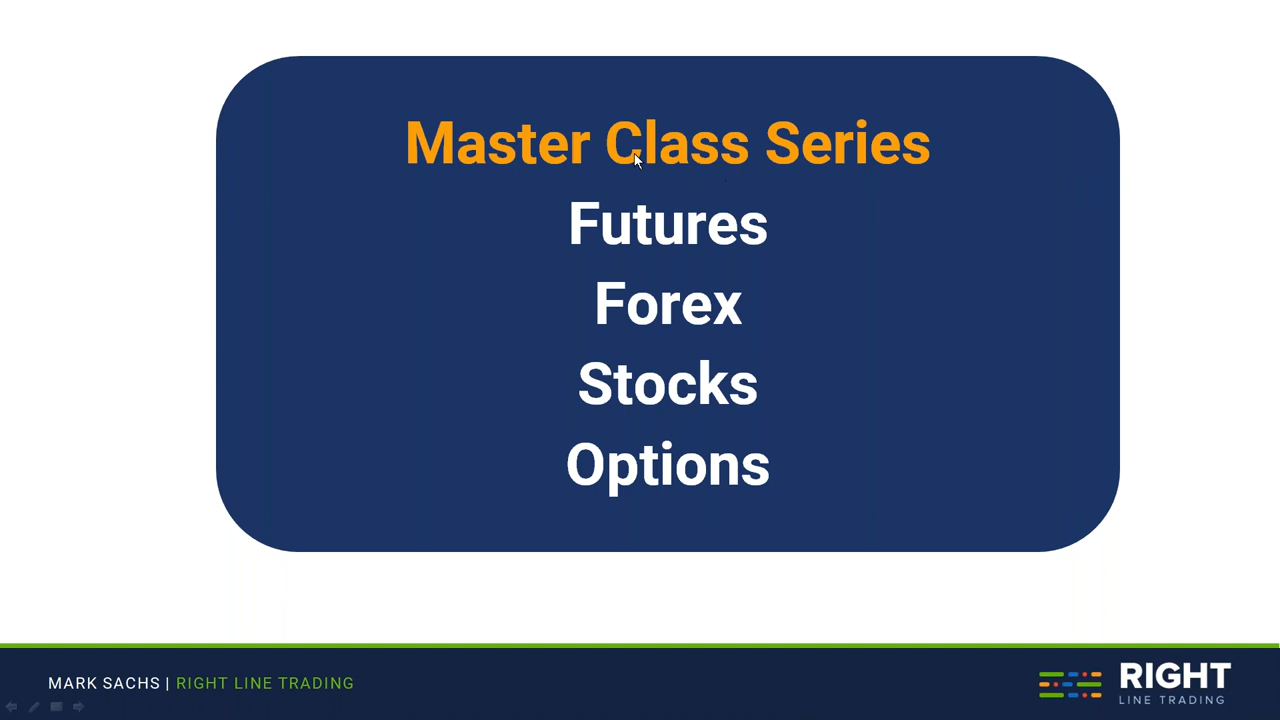 Master Class Series
Futures
Forex
Stocks
Options
MARK SACHS | RIGHT LINE TRADING
RIGHT
LINE TRADING